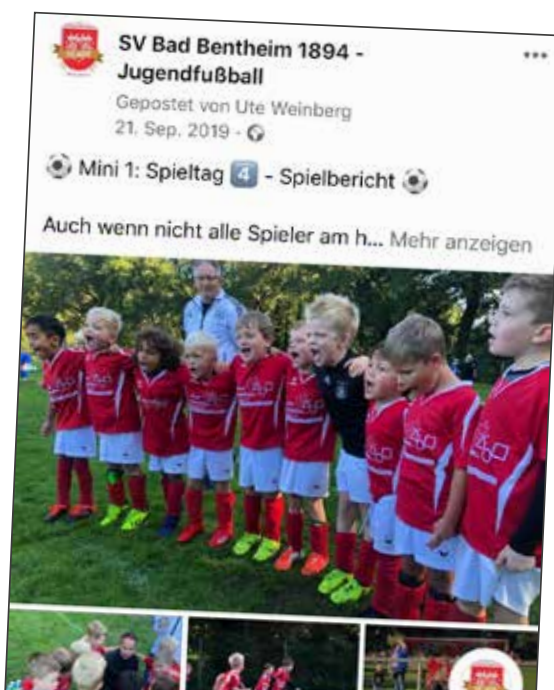 SV Bad Bentheim 1894 -
Jugendfußball
Gepostet von Ute Weinberg
21. Sep. 2019 ·
Mini 1: Spieltag 4 - Spielbericht
Auch wenn nicht alle Spieler am h... Mehr anzeigen